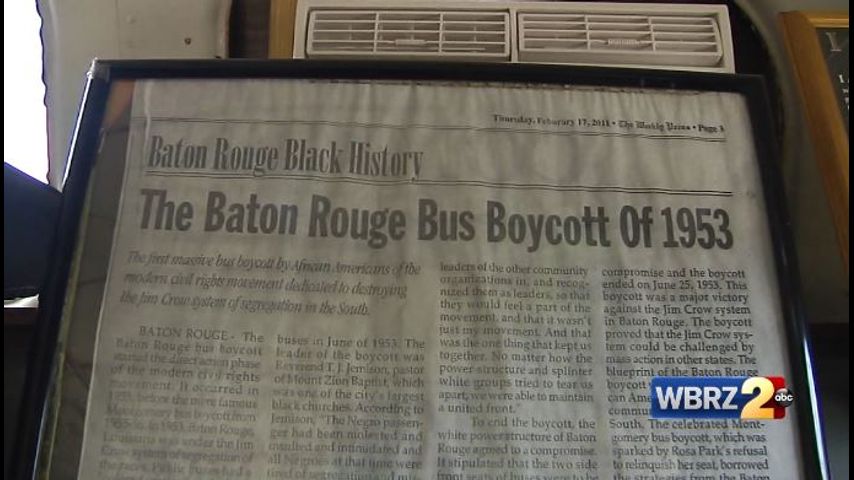 Thursday, Feburary 17, 2011 • The Weekly Press • Page 3
Baton Rouge Black History
The Baton Rouge Bus Boycott Of 1953
The first massive bus boycott by African Americans of the
modern civil rights movement dedicated to destroying
the Jim Crow system of segregation in the South.
BATON ROUGE - The
Baton Rouge bus boycott
started the direct action phase
of the modern civil rights
movement. It occurred in
1953, before the more famous
Montgomery bus boycott from
1955-56. In 1953, Baton Rouge,
Louisiana was under the Jim
Crow system of segregation of
the races. Public buses had a
buses in June of 1953. The
leader of the boycott was
Reverend T. J. Jemison, pastor
of Mount Zion Baptist, which
was one of the city's largest
black churches. According to
Jemison, "The Negro passen-
ger had been molested and
insulted and intimidated and
all Negroes at that time were
tired of segregation and mis-
leaders of the other community
organizations in, and recog-
nized them as leaders, so that
they would feel a part of the
movement, and that it wasn't
just my movement. And that
was the one thing that kept us
together. No matter how the
power structure and splinter
white groups tried to tear us
apart, we were able to maintain
a united front."
To end the boycott, the
white power structure of Baton
Rouge agreed to a compromise.
It stipulated that the two side
front seats of buses were to be
compromise and the boycott
ended on June 25, 1953. This
boycott was a major victory
against the Jim Crow system
in Baton Rouge. The boycott
proved that the Jim Crow sys-
tem could be challenged by
mass action in other states. The
blueprint of the Baton Rouge
boycott
can Am
commu
South. The celebrated Mont-
gomery bus boycott, which was
sparked by Rosa Park's refusal
to relinquish her seat, borrowed
the strategies from the Baton
WBRZ 2 abc